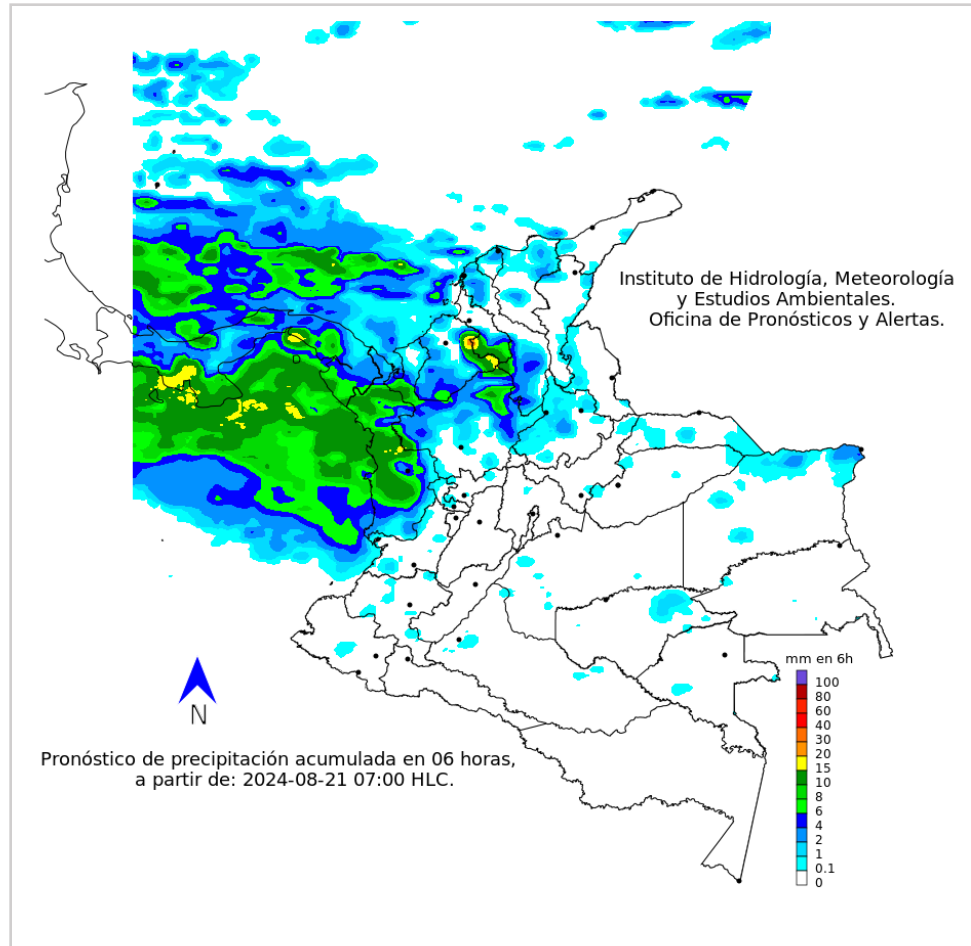 Instituto de Hidrología, Meteorología
y Estudios Ambientales.
Oficina de Pronósticos y Alertas.
mm en 6h
100
80
60
40
30
20
15
10
8
6
4
2
1
0.1
0
N
Pronóstico de precipitación acumulada en 06 horas,
a partir de: 2024-08-21 07:00 HLC.